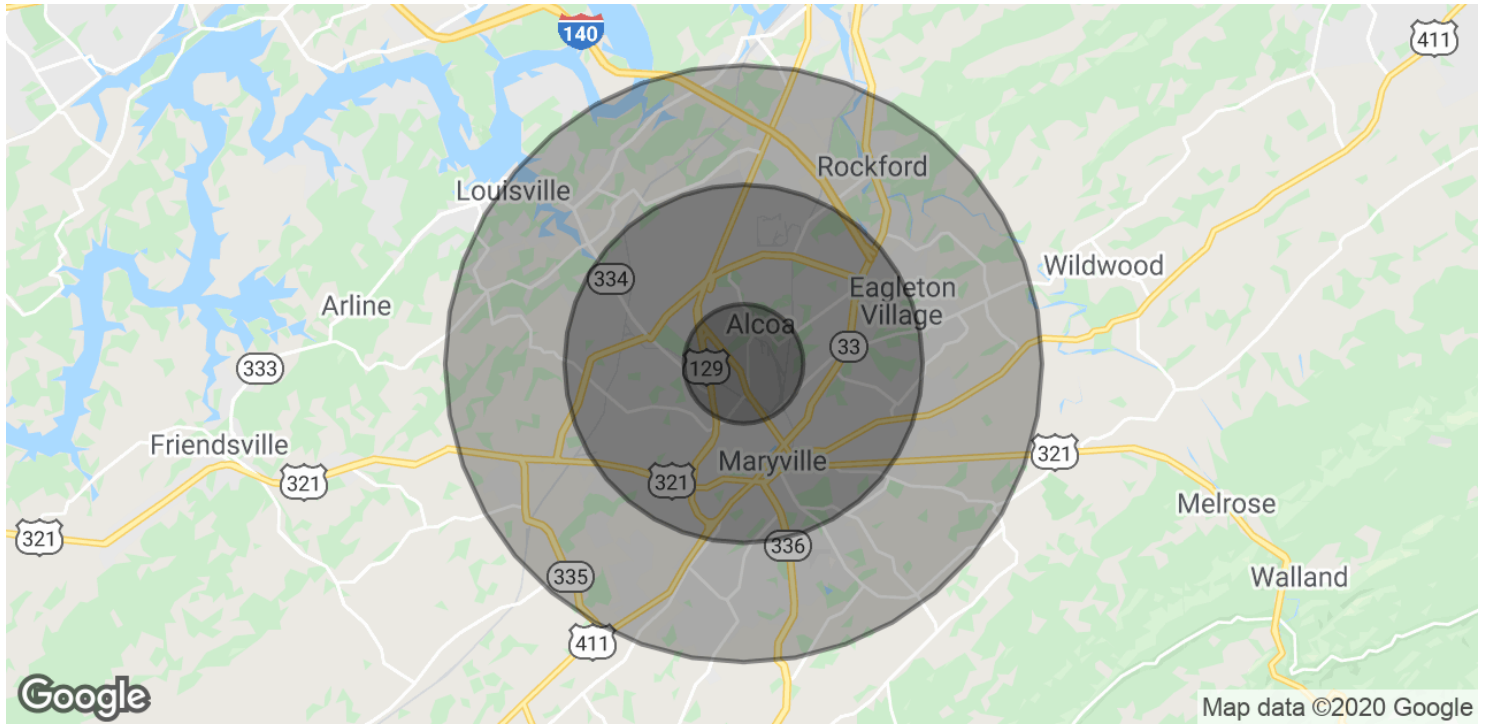 140
411
Rockford
Louisville
Wildwood
334
Eagleton
Village
Arline
Alcoa
33
333
129
Friendsville
Maryville
321
321
321
321
Melrose
336
335
Walland
411
Google
Map data ©2020 Google